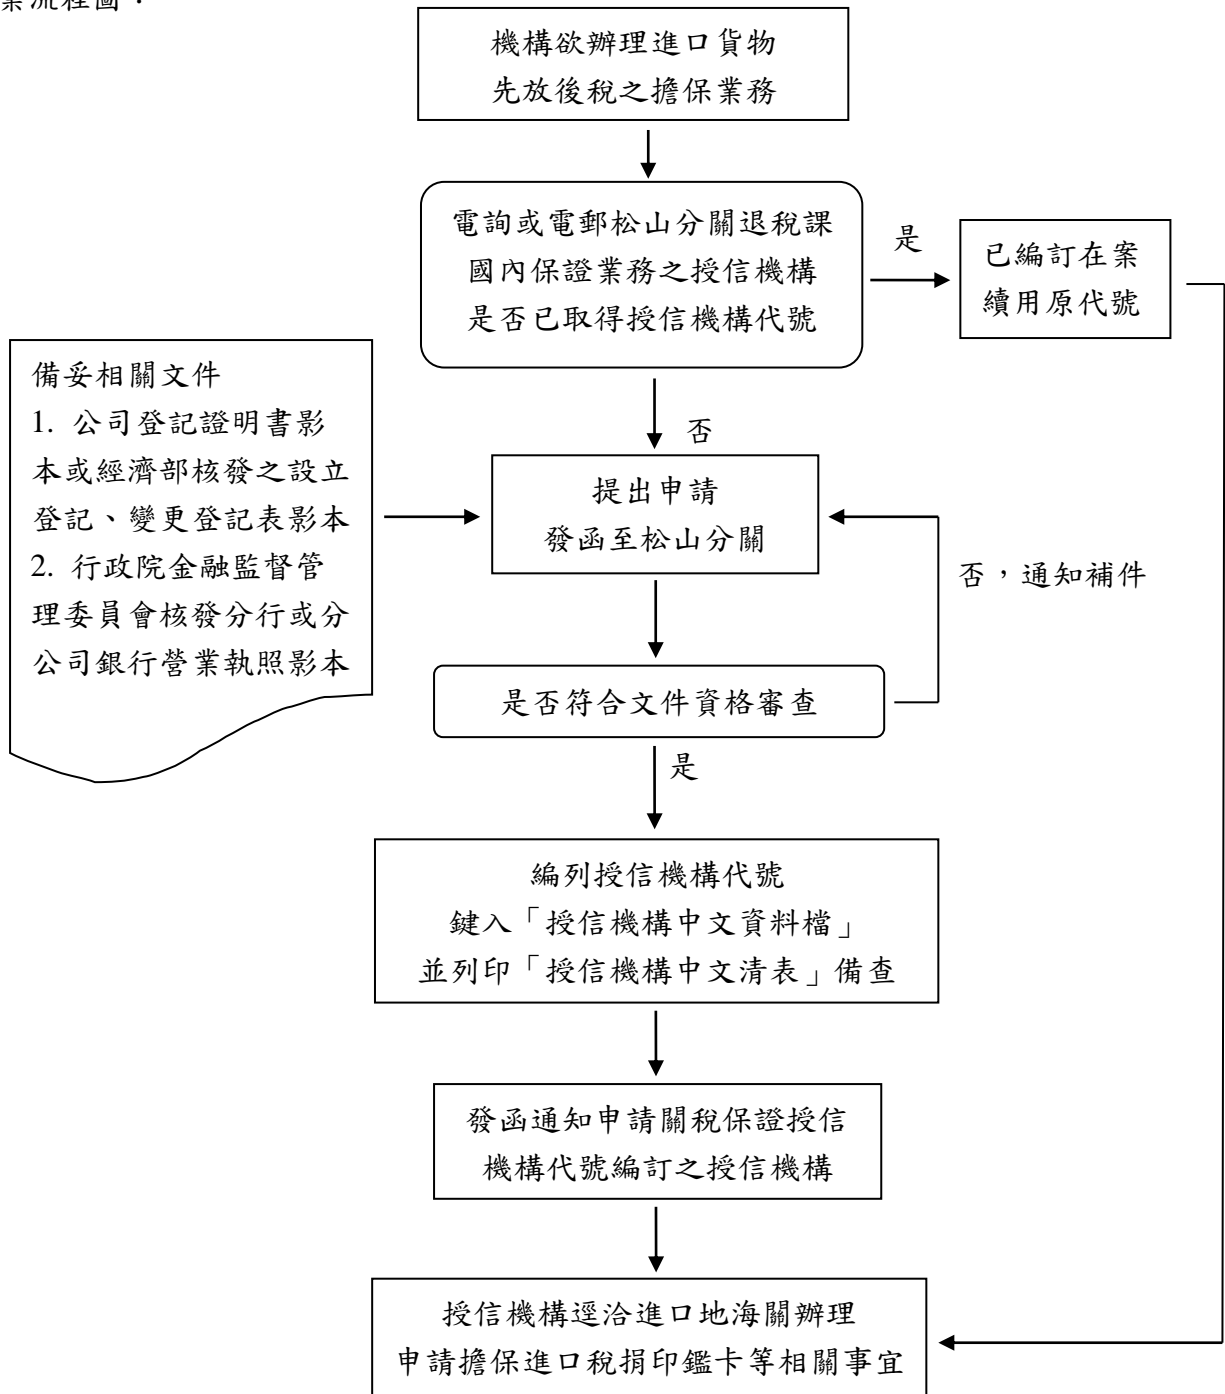 業流程圖：
機構欲辦理進口貨物
先放後稅之擔保業務
電詢或電郵松山分關退稅課
國內保證業務之授信機構
是否已取得授信機構代號
是
已編訂在案
續用原代號
備妥相關文件
1. 公司登記證明書影
本或經濟部核發之設立
登記、變更登記表影本
2. 行政院金融監督管
理委員會核發分行或分
公司銀行營業執照影本
否
提出申請
發函至松山分關
否，通知補件
是否符合文件資格審查
是
編列授信機構代號
鍵入「授信機構中文資料檔」
並列印「授信機構中文清表」備查
發函通知申請關稅保證授信
機構代號編訂之授信機構
授信機構逕洽進口地海關辦理
申請擔保進口稅捐印鑑卡等相關事宜